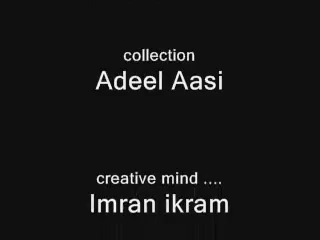 collection
Adeel Aasi
creative mind ....
Imran ikram